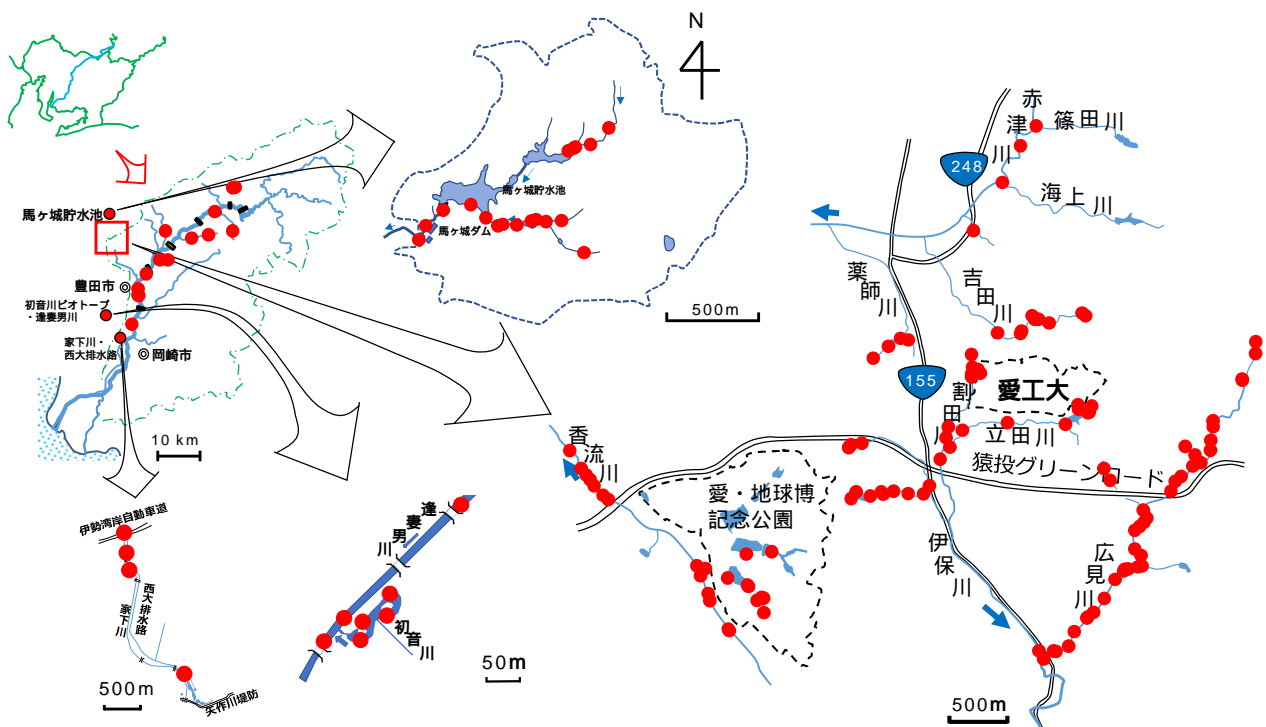 N
馬ヶ城貯水池
豊田市
初音川ビオトープ
・逢妻男川
家下川・
西大排水路
岡崎市
10 km
馬ヶ城貯水池
馬ヶ城ダム
500m
248
155
赤津川
篠田川
海上川
薬師川
吉田川
愛工大
割田川
立田川
猿投グリーンロード
香流川
愛・地球博
記念公園
伊保川
広見川
500m
伊勢湾岸自動車道
西大排水路
家下川
矢作川堤防
500m
逢妻男川
初音川
50m